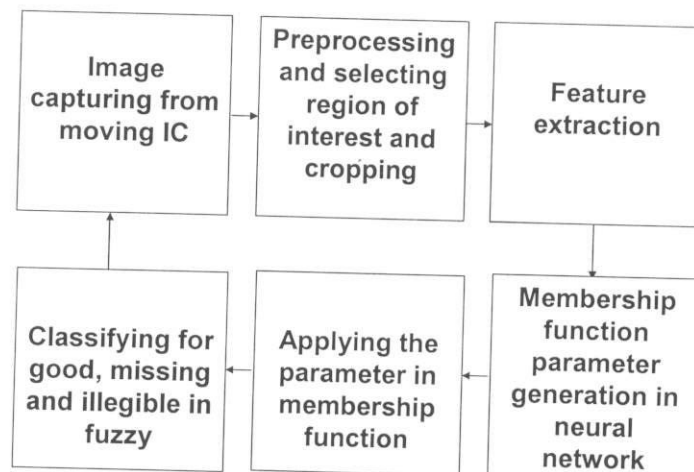 Image
capturing from
moving IC
Preprocessing
and selecting
region of
interest and
cropping
Feature
extraction
Membership
function
parameter
generation in
neural
network
Applying the
parameter in
membership
function
Classifying for
good, missing
and illegible in
fuzzy